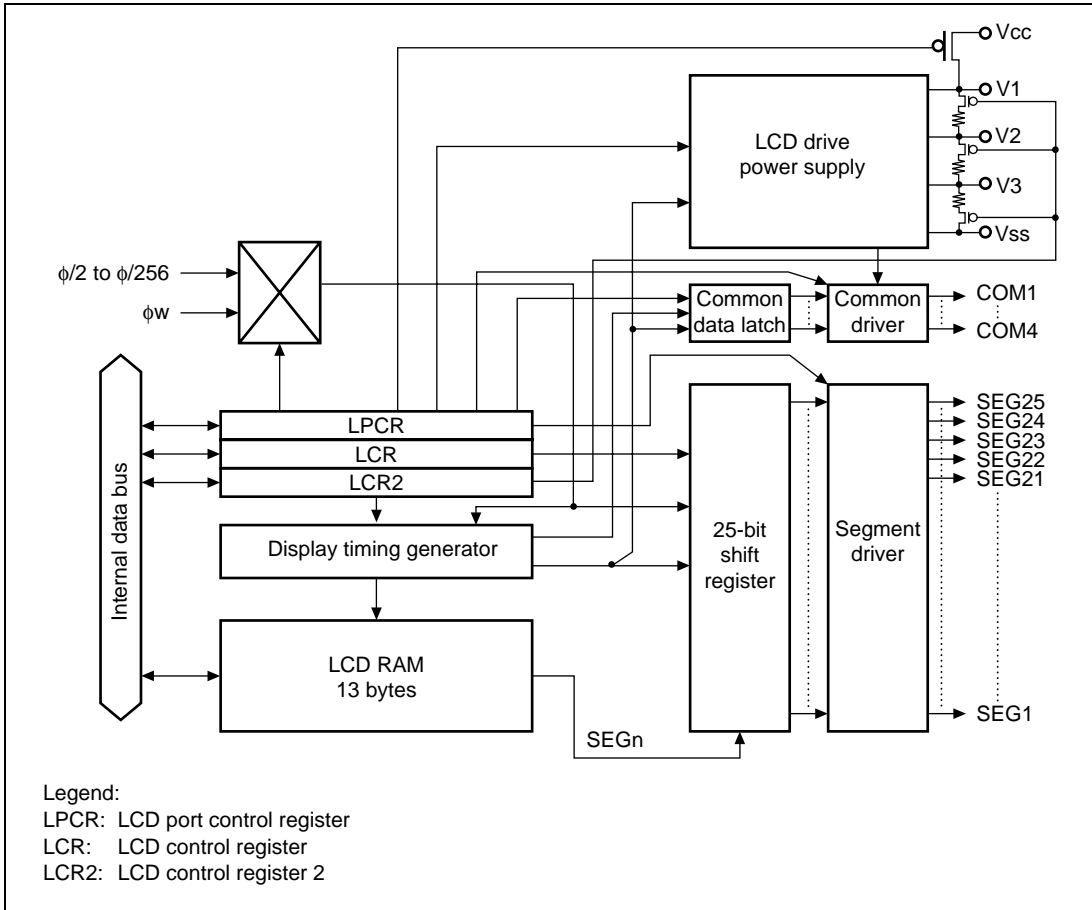 Vcc
V1
V2
V3
Vss
LCD drive
power supply
ϕ/2 to ϕ/256
ϕw
Common
data latch
Common
driver
COM1
COM4
Internal data bus
LPCR
LCR
LCR2
Display timing generator
LCD RAM
13 bytes
SEGn
25-bit
shift
register
Segment
driver
SEG25
SEG24
SEG23
SEG22
SEG21
SEG1
Legend:
LPCR: LCD port control register
LCR: LCD control register
LCR2: LCD control register 2